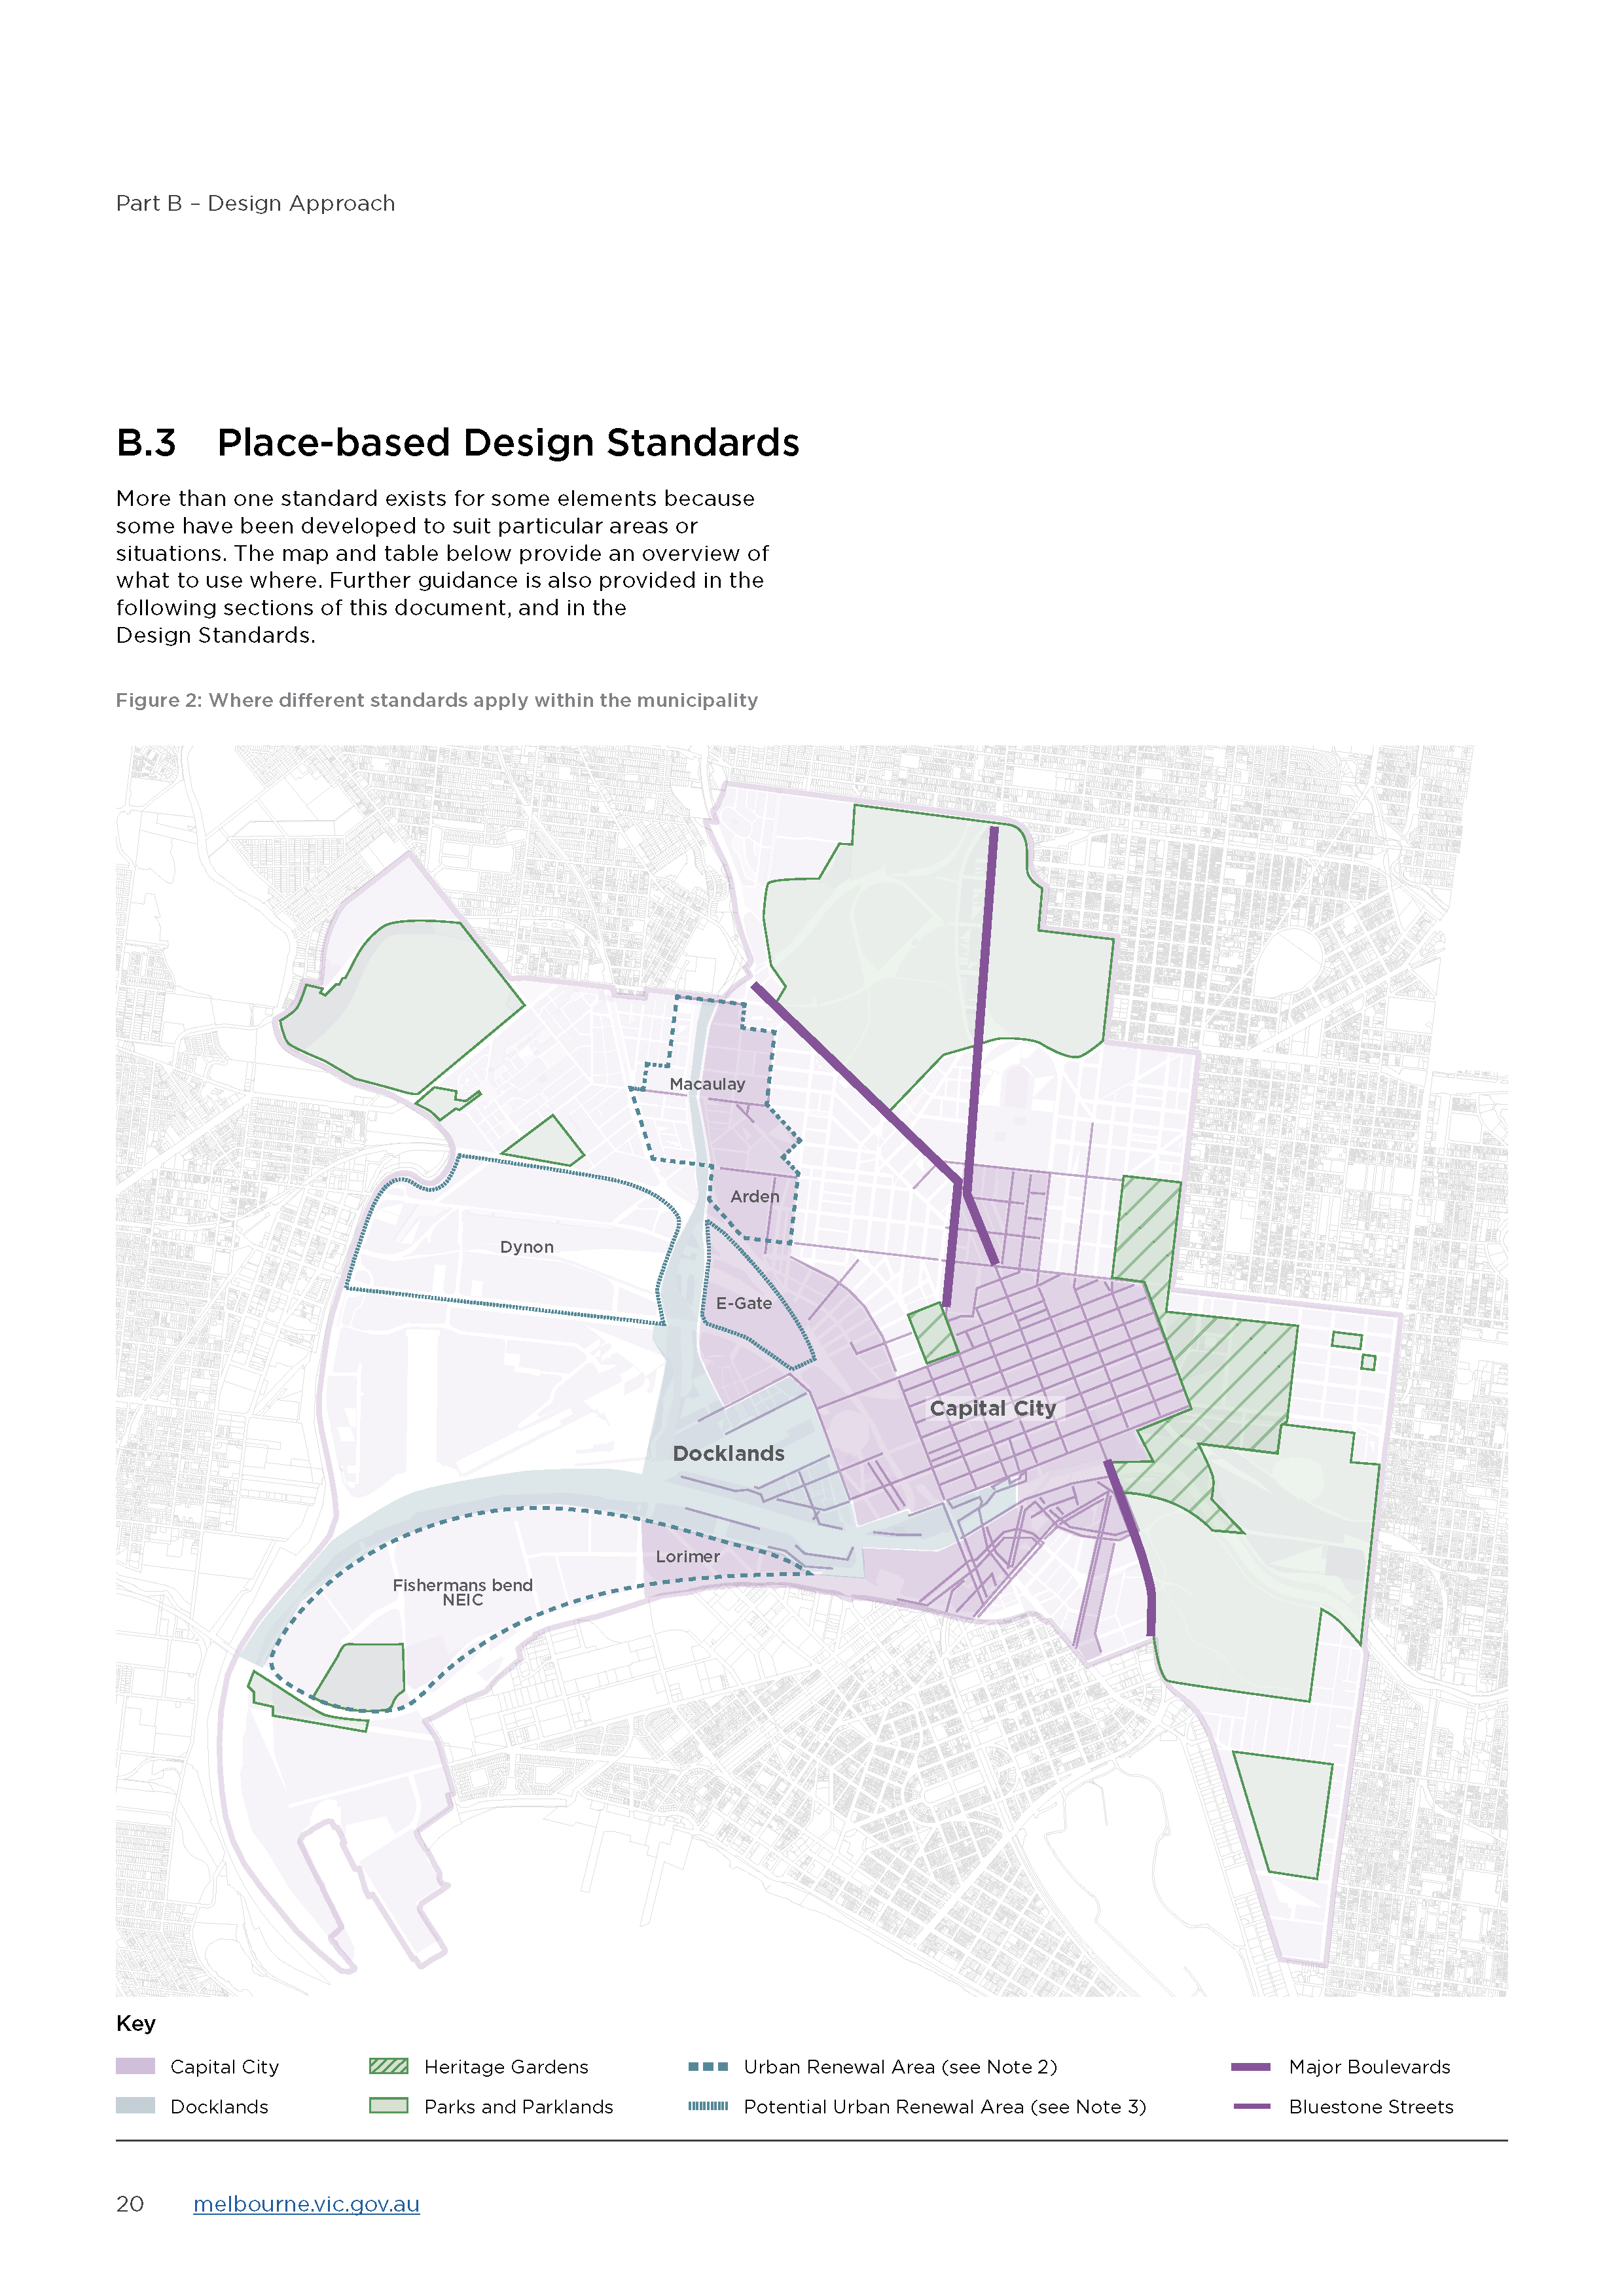 Part B – Design Approach
B.3 Place-based Design Standards
More than one standard exists for some elements because
some have been developed to suit particular areas or
situations. The map and table below provide an overview of
what to use where. Further guidance is also provided in the
following sections of this document, and in the
Design Standards.
Figure 2: Where different standards apply within the municipality
Macaulay
Arden
Dynon
E-Gate
Capital City
Docklands
Lorimer
Fishermans bend
NEIC
Key
Capital City
Heritage Gardens
Urban Renewal Area (see Note 2)
Major Boulevards
Docklands
Parks and Parklands
Potential Urban Renewal Area (see Note 3)
Bluestone Streets
20 melbourne.vic.gov.au